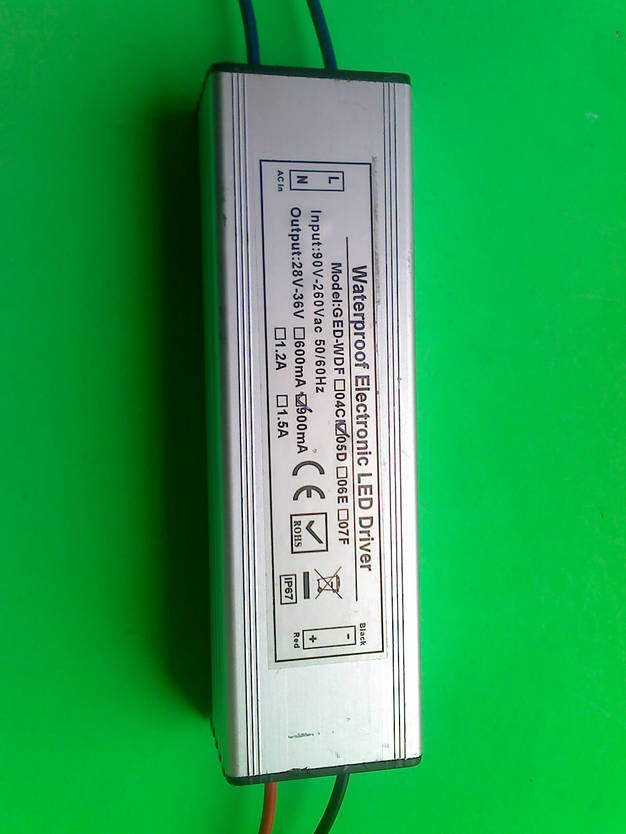 Waterproof Electronic LED Driver
Model:GED-WDF □04C ☑05D □06E □07F
L
N
AC in
Input:90V-260Vac 50/60Hz
Output:28V-36V □600mA ☑900mA
□1.2A □1.5A
CE
ROHS
IP67
Black
-
+
Red